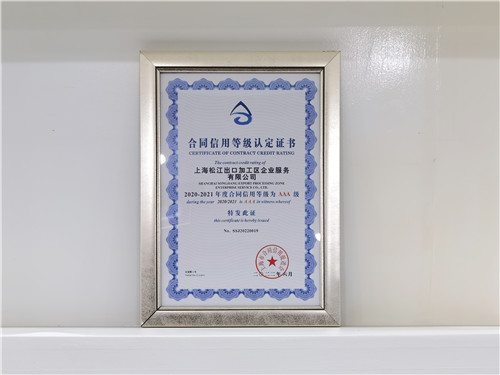 合同信用等级认定证书
CERTIFICATE OF CONTRACT CREDIT RATING
The contract credit rating of
上海松江出口加工区企业服务
有限公司
SHANGHAI SONGJIANG EXPORT PROCESSING ZONE
ENTERPRISE SERVICE CO.,LTD.
2020-2021 年度合同信用等级为 AAA 级
during the year 2020/2021 is AAA in witness whereof
特发此证
this certificate is hereby issued